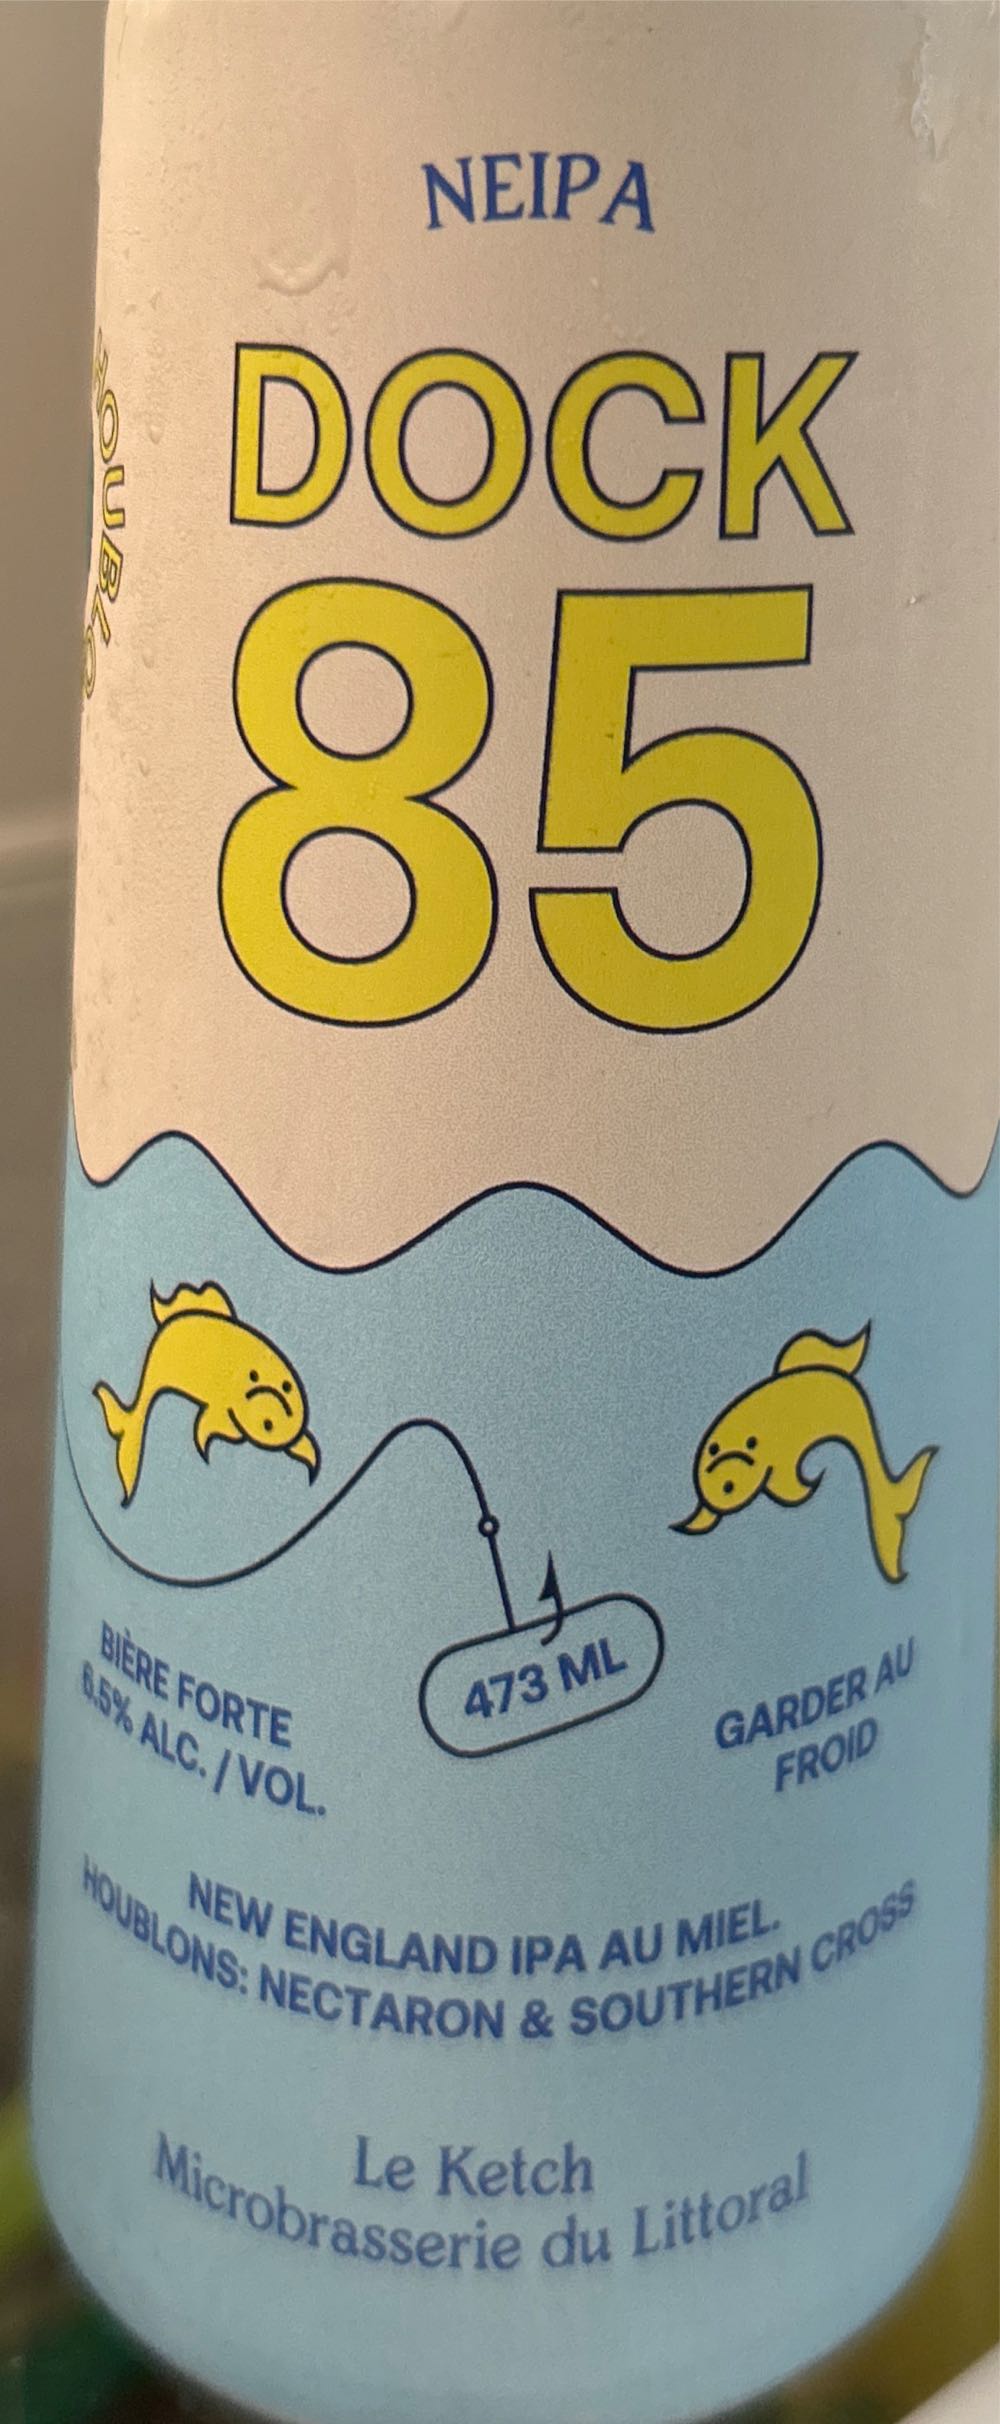 NEIPA
DOCK
85
473 ML
BIÈRE FORTE
6.5% ALC. / VOL.
GARDER AU
FROID
NEW ENGLAND IPA AU MIEL.
HOUBLONS: NECTARON & SOUTHERN CROSS
Le Ketch
Microbrasserie du Littoral